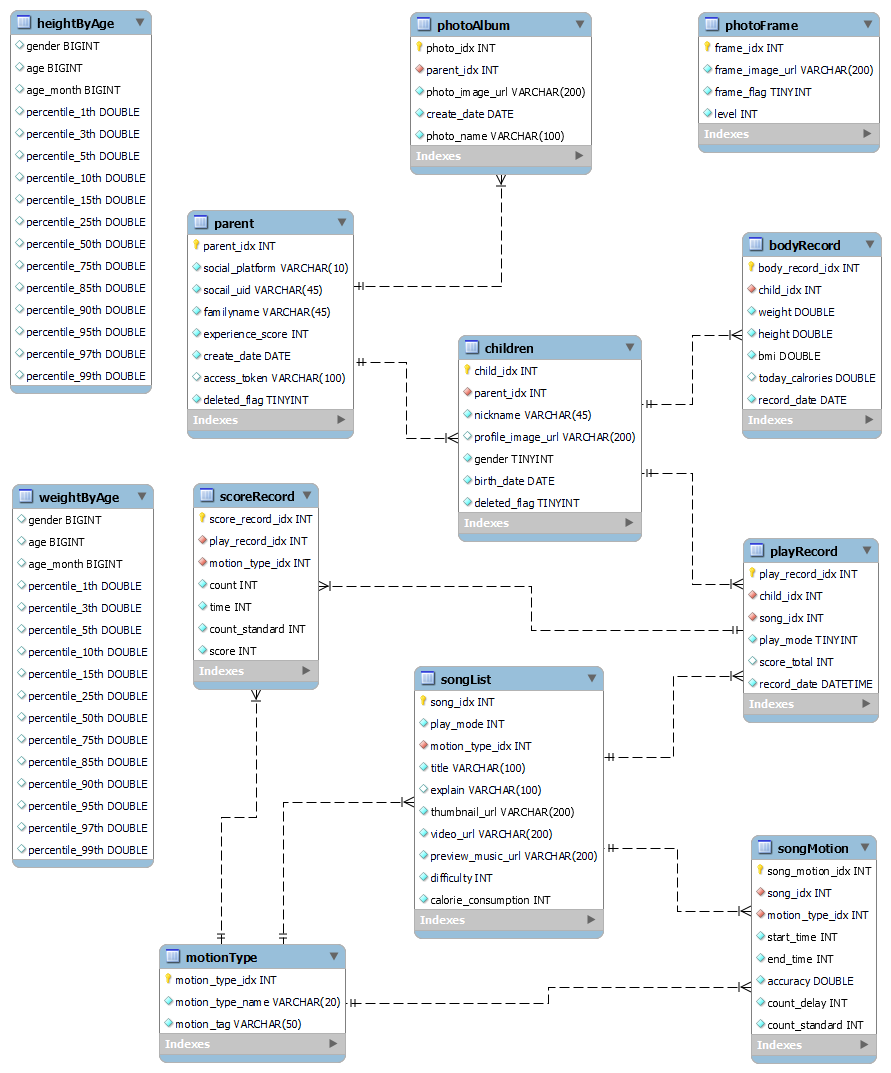 heightByAge
gender BIGINT
age BIGINT
age_month BIGINT
percentile_1th DOUBLE
percentile_3th DOUBLE
percentile_5th DOUBLE
percentile_10th DOUBLE
percentile_15th DOUBLE
percentile_25th DOUBLE
percentile_50th DOUBLE
percentile_75th DOUBLE
percentile_85th DOUBLE
percentile_90th DOUBLE
percentile_95th DOUBLE
percentile_97th DOUBLE
percentile_99th DOUBLE
photoAlbum
photo_idx INT
parent_idx INT
photo_image_url VARCHAR(200)
create_date DATE
photo_name VARCHAR(100)
Indexes
photoFrame
frame_idx INT
frame_image_url VARCHAR(200)
frame_flag TINYINT
level INT
Indexes
parent
parent_idx INT
social_platform VARCHAR(10)
socail_uid VARCHAR(45)
familyname VARCHAR(45)
experience_score INT
create_date DATE
access_token VARCHAR(100)
deleted_flag TINYINT
Indexes
bodyRecord
body_record_idx INT
child_idx INT
weight DOUBLE
height DOUBLE
bmi DOUBLE
today_calrories DOUBLE
record_date DATE
Indexes
children
child_idx INT
parent_idx INT
nickname VARCHAR(45)
profile_image_url VARCHAR(200)
gender TINYINT
birth_date DATE
deleted_flag TINYINT
Indexes
weightByAge
gender BIGINT
age BIGINT
age_month BIGINT
percentile_1th DOUBLE
percentile_3th DOUBLE
percentile_5th DOUBLE
percentile_10th DOUBLE
percentile_15th DOUBLE
percentile_25th DOUBLE
percentile_50th DOUBLE
percentile_75th DOUBLE
percentile_85th DOUBLE
percentile_90th DOUBLE
percentile_95th DOUBLE
percentile_97th DOUBLE
percentile_99th DOUBLE
scoreRecord
score_record_idx INT
play_record_idx INT
motion_type_idx INT
count INT
time INT
count_standard INT
score INT
Indexes
playRecord
play_record_idx INT
child_idx INT
song_idx INT
play_mode TINYINT
score_total INT
record_date DATETIME
Indexes
songList
song_idx INT
play_mode INT
motion_type_idx INT
title VARCHAR(100)
explain VARCHAR(100)
thumbnail_url VARCHAR(200)
video_url VARCHAR(200)
preview_music_url VARCHAR(200)
difficulty INT
calorie_consumption INT
Indexes
songMotion
song_motion_idx INT
song_idx INT
motion_type_idx INT
start_time INT
end_time INT
accuracy DOUBLE
count_delay INT
count_standard INT
Indexes
motionType
motion_type_idx INT
motion_type_name VARCHAR(20)
motion_tag VARCHAR(50)
Indexes